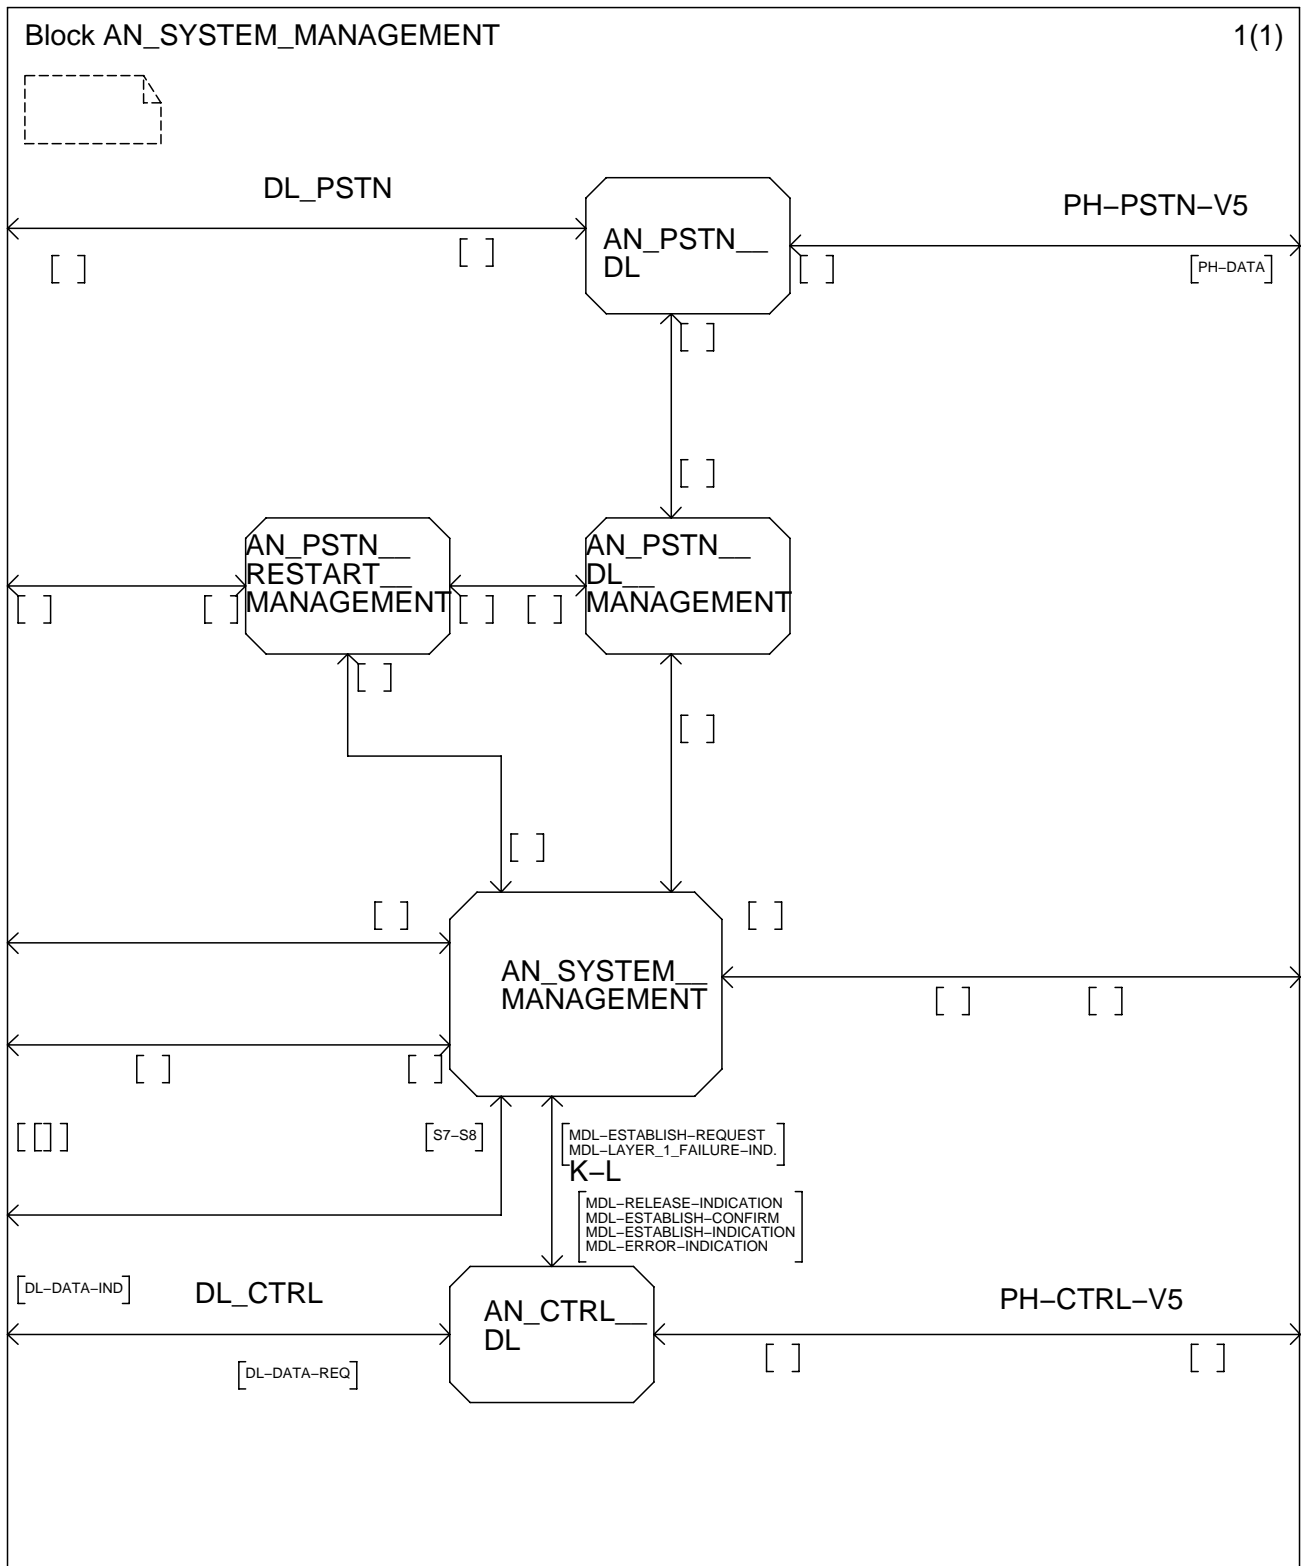 Block AN_SYSTEM_MANAGEMENT
1(1)
DL_PSTN
PH–PSTN–V5
AN_PSTN__
DL
[ ]
[ ]
[ ]
[PH–DATA]
[ ]
[ ]
AN_PSTN__
RESTART__
MANAGEMENT
AN_PSTN__
DL__
MANAGEMENT
[ ]
[ ]
[ ]
[ ]
[ ]
[ ]
[ ]
[ ]
[ ]
AN_SYSTEM__
MANAGEMENT
[ ]
[ ]
[ ]
[ ]
[[]]
[S7–S8]
[MDL–ESTABLISH–REQUEST
MDL–LAYER_1_FAILURE–IND.]
K–L
[MDL–RELEASE–INDICATION
MDL–ESTABLISH–CONFIRM
MDL–ESTABLISH–INDICATION
MDL–ERROR–INDICATION]
[DL–DATA–IND]
DL_CTRL
AN_CTRL__
DL
PH–CTRL–V5
[DL–DATA–REQ]
[ ]
[ ]